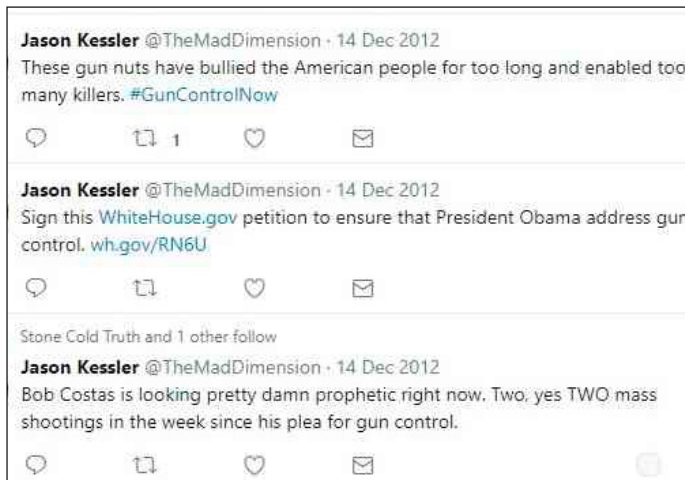 Jason Kessler @TheMadDimension · 14 Dec 2012
These gun nuts have bullied the American people for too long and enabled too
many killers. #GunControlNow
1
Jason Kessler @TheMadDimension · 14 Dec 2012
Sign this WhiteHouse.gov petition to ensure that President Obama address gun
control. wh.gov/RN6U
Stone Cold Truth and 1 other follow
Jason Kessler @TheMadDimension · 14 Dec 2012
Bob Costas is looking pretty damn prophetic right now. Two, yes TWO mass
shootings in the week since his plea for gun control.